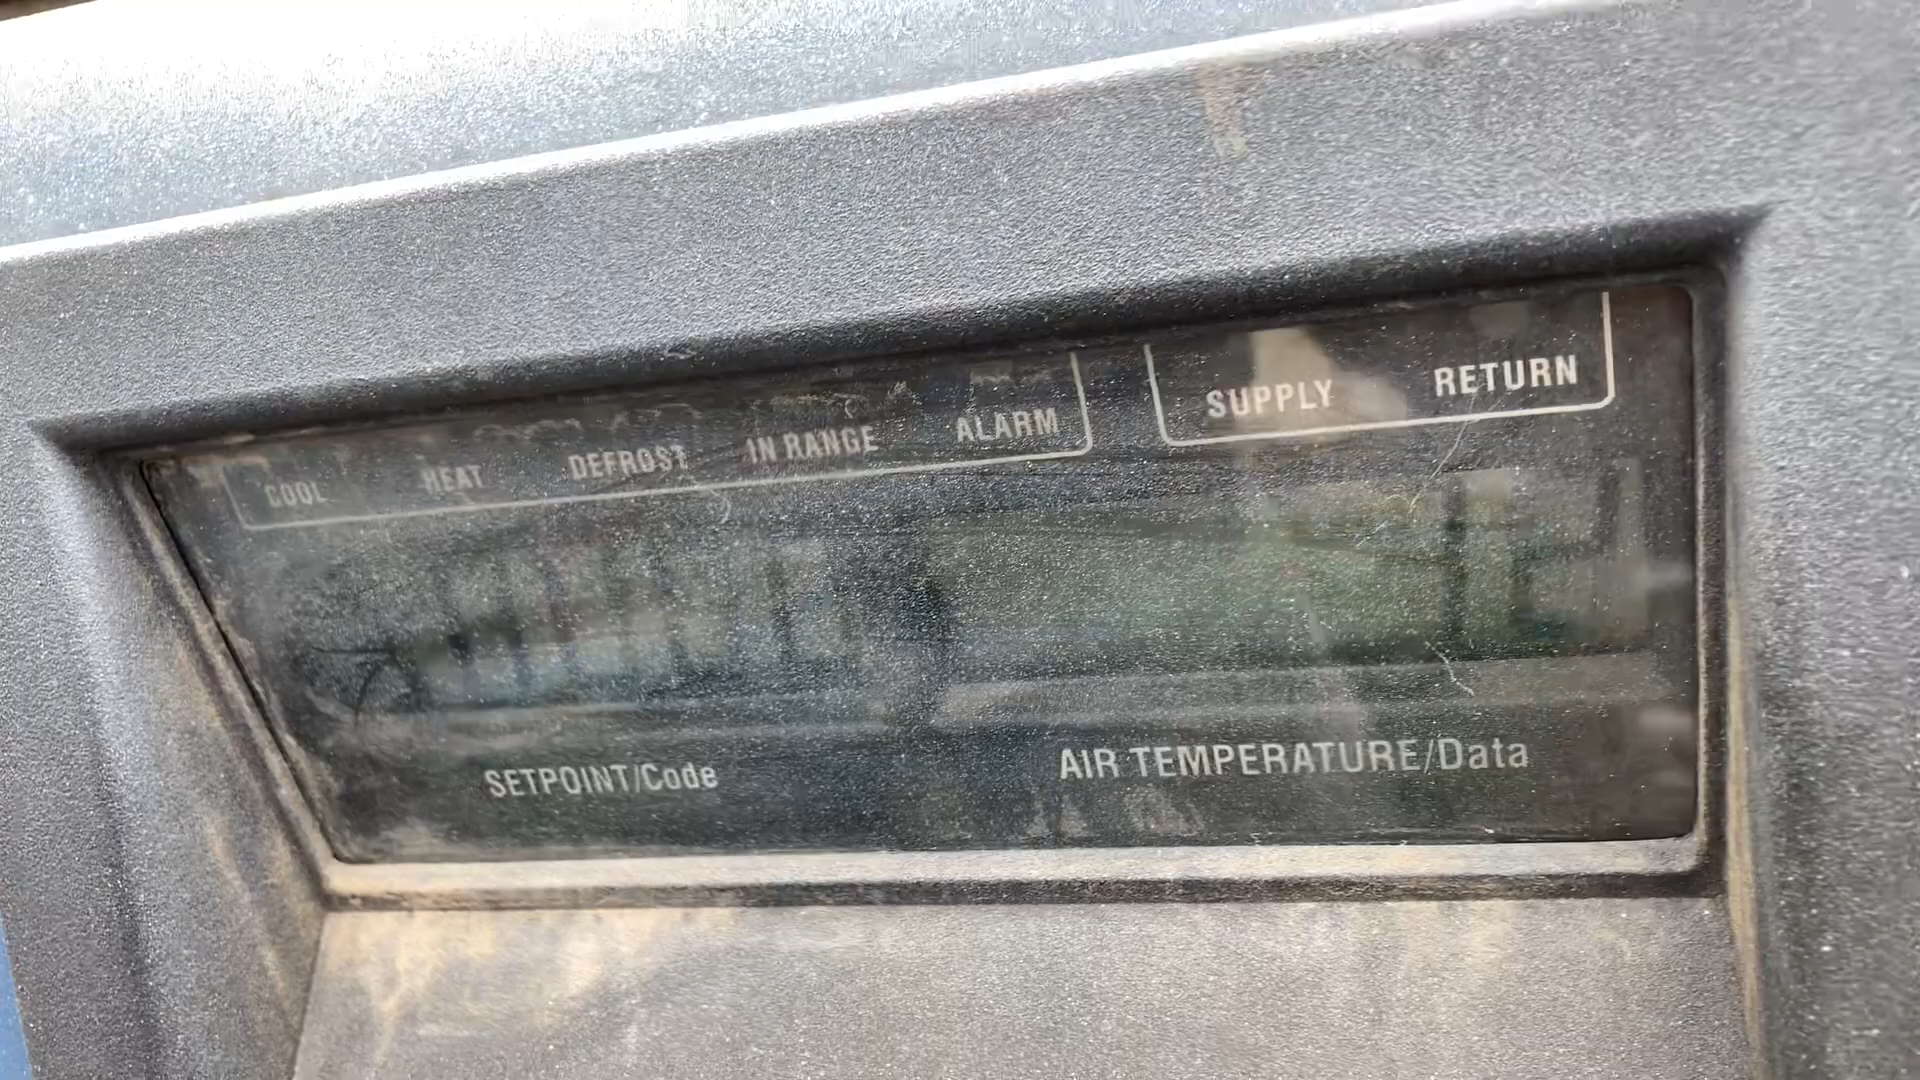 COOL HEAT DEFROST IN RANGE ALARM SUPPLY RETURN
SETPOINT/Code AIR TEMPERATURE/Data